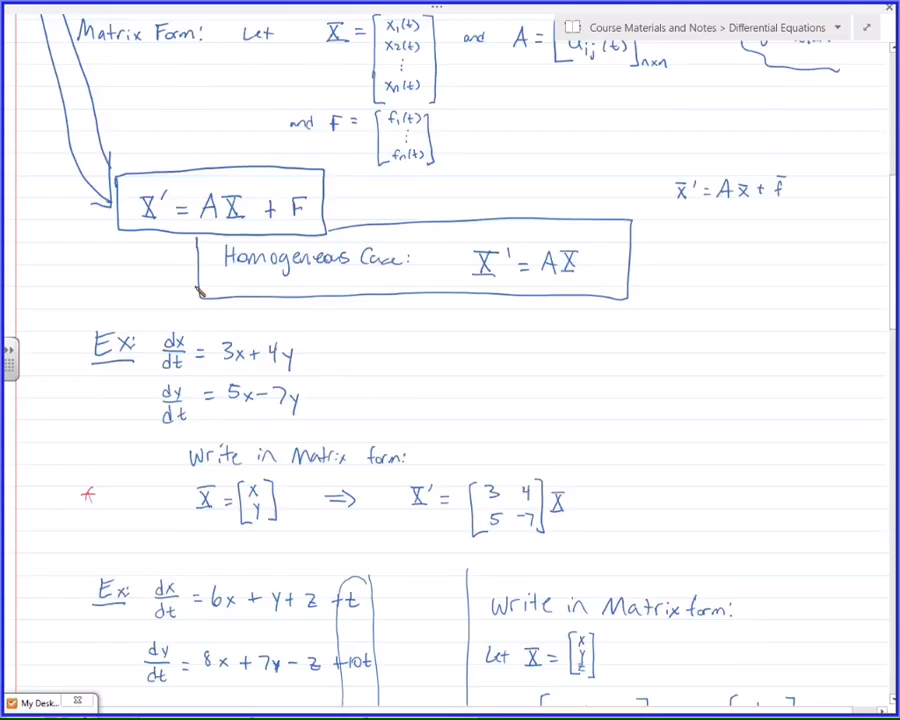 Matrix Form: Let X = [x1(t) x2(t) ⋮ xn(t)] and A = [aij(t)]n×n
Course Materials and Notes > Differential Equations
and F = [f1(t) ⋮ fn(t)]
X' = AX + F
x̄' = Ax̄ + f̄
Homogeneous Case: X' = AX
Ex: dx/dt = 3x + 4y
dy/dt = 5x - 7y
Write in Matrix form:
X = [x y] ⇒ X' = [3 4 5 -7] X
Ex: dx/dt = 6x + y + z + t
Write in Matrix form:
dy/dt = 8x + 7y - z + 10t
Let X = [x y z]
My Desk...